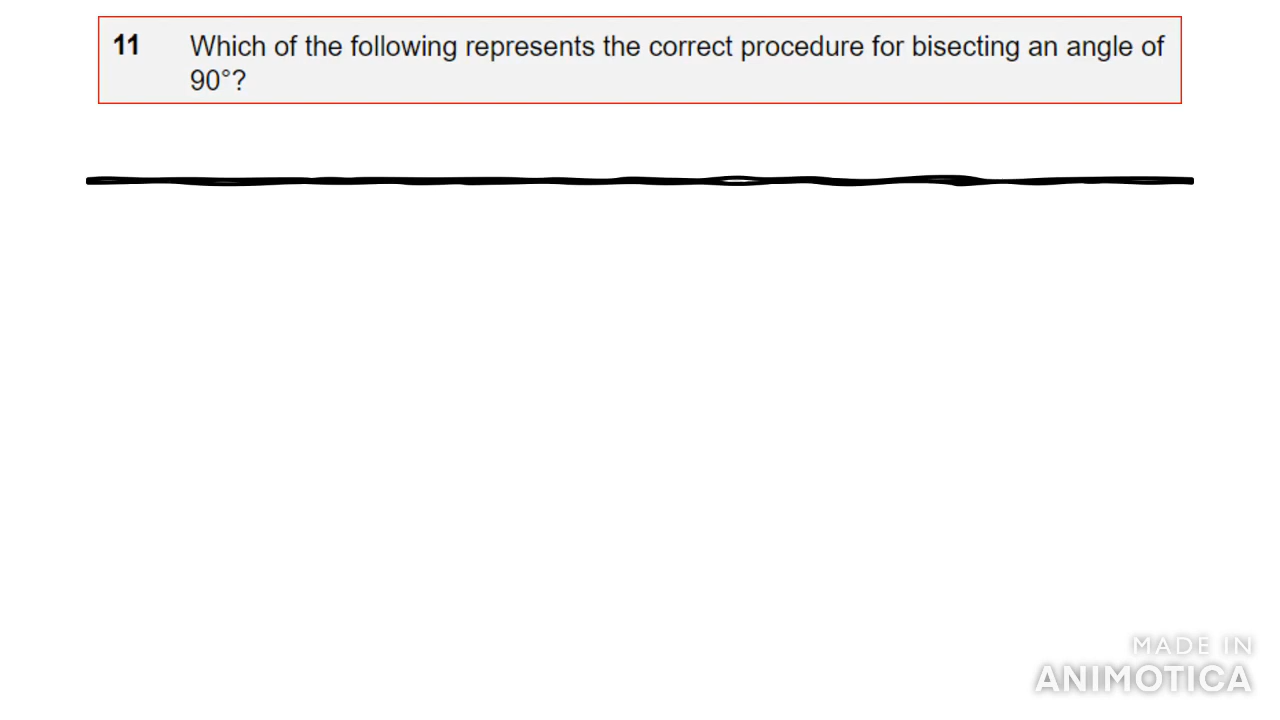 11 Which of the following represents the correct procedure for bisecting an angle of
90°?
MADE IN
ANIMOTICA